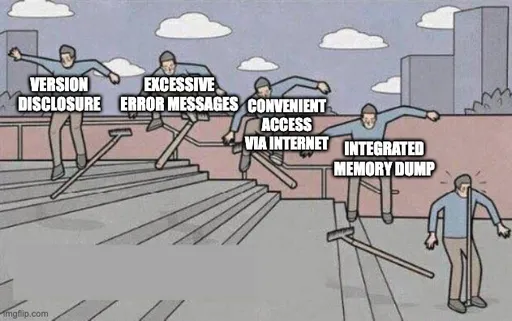 VERSION
DISCLOSURE
EXCESSIVE
ERROR MESSAGES
CONVENIENT
ACCESS
VIA INTERNET
INTEGRATED
MEMORY DUMP
imgflip.com